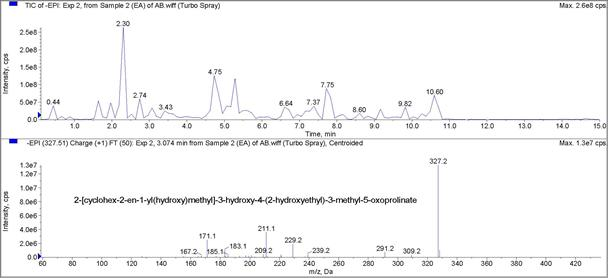 TIC of -EPI: Exp 2, from Sample 2 (EA) of AB.wiff (Turbo Spray)
Max. 2.6e8 cps.
Intensity, cps
2.5e8
2.0e8
1.5e8
1.0e8
5.0e7
0.0
0.44
2.30
2.74
3.43
4.75
6.64
7.37
7.75
8.60
9.82
10.60
1.0 2.0 3.0 4.0 5.0 6.0 7.0 8.0 9.0 10.0 11.0 12.0 13.0 14.0 15.0
Time, min
-EPI (327.51) Charge (+1) FT (50): Exp 2, 3.074 min from Sample 2 (EA) of AB.wiff (Turbo Spray), Centroided
Max. 1.3e7 cps.
Intensity, cps
1.3e7
1.2e7
1.0e7
8.0e6
6.0e6
4.0e6
2.0e6
0.0
327.2
2-[cyclohex-2-en-1-yl(hydroxy)methyl]-3-hydroxy-4-(2-hydroxyethyl)-3-methyl-5-oxoprolinate
167.2
171.1
185.1
183.1
209.2
211.1
229.2
239.2
291.2
309.2
60 80 100 120 140 160 180 200 220 240 260 280 300 320 340 360 380 400 420
m/z, Da